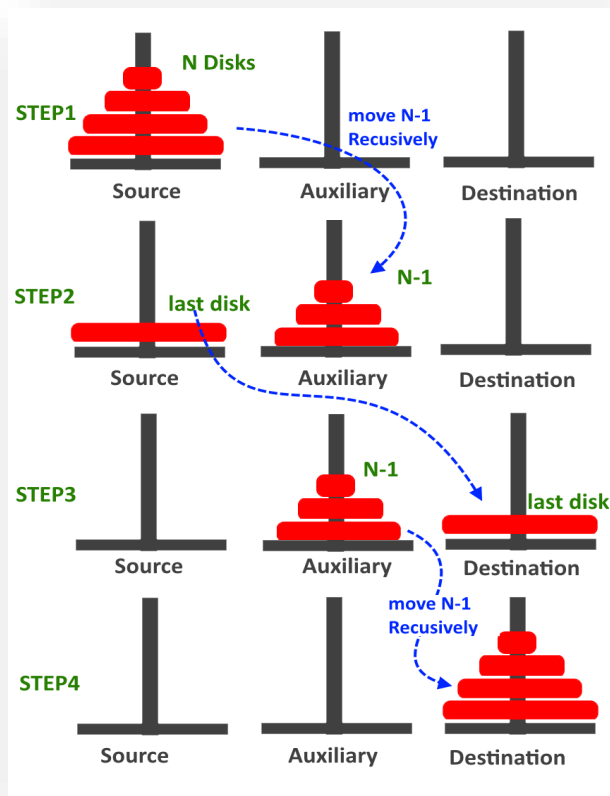 N Disks
STEP1
move N-1
Recusively
Source
Auxiliary
Destination
STEP2
last disk
N-1
Source
Auxiliary
Destination
STEP3
N-1
last disk
Source
Auxiliary
Destination
move N-1
Recusively
STEP4
Source
Auxiliary
Destination